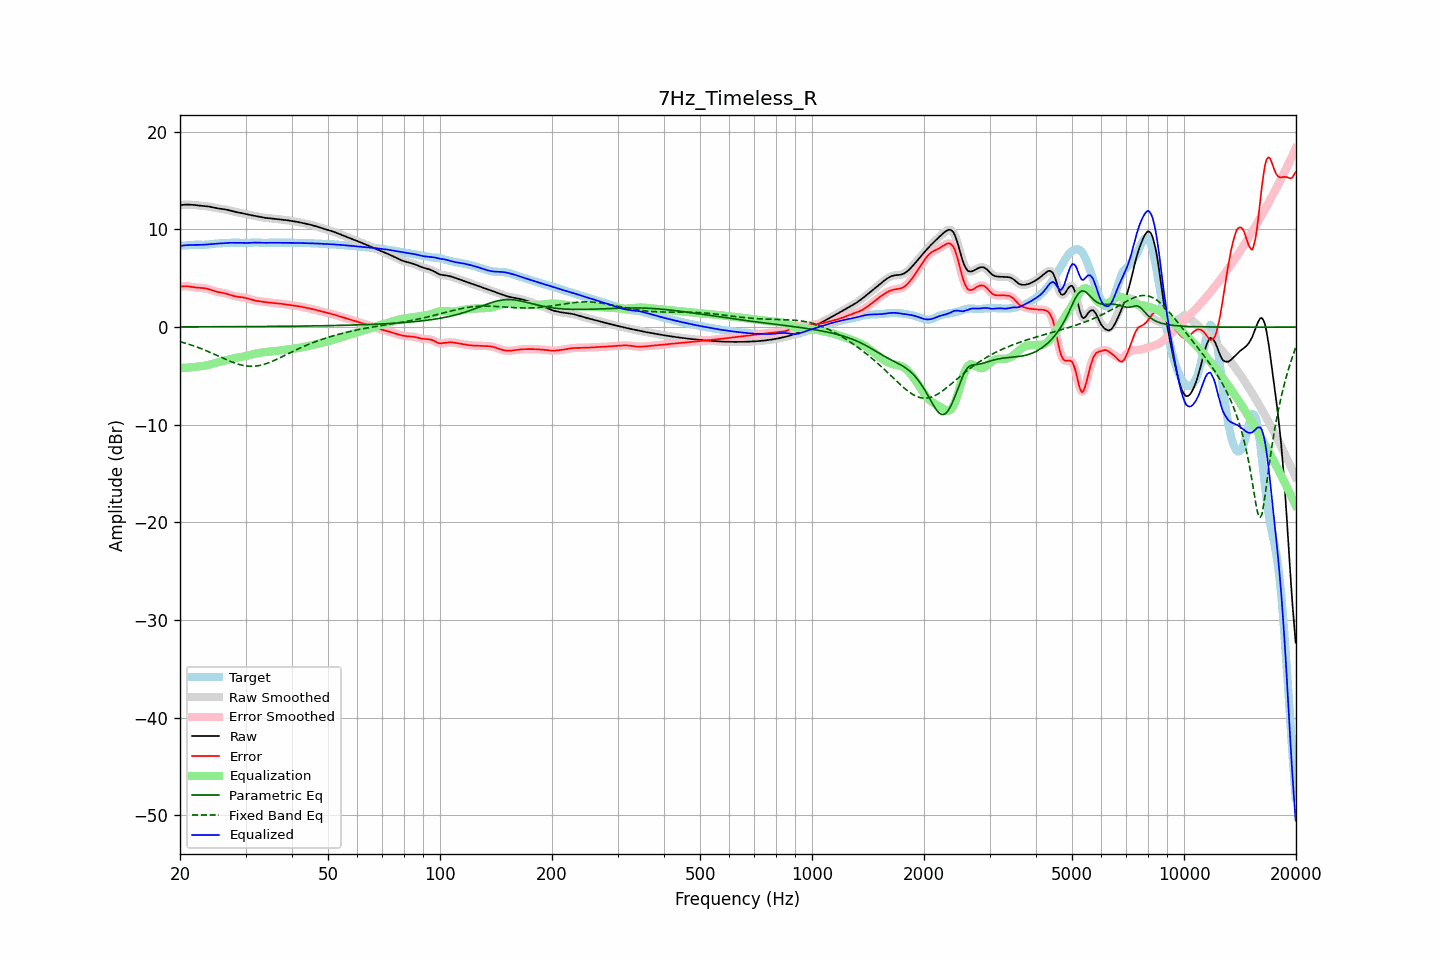 7Hz_Timeless_R
Amplitude (dBr)
20
10
0
−10
−20
−30
−40
−50
Target
Raw Smoothed
Error Smoothed
Raw
Error
Equalization
Parametric Eq
Fixed Band Eq
Equalized
20 50 100 200 500 1000 2000 5000 10000 20000
Frequency (Hz)